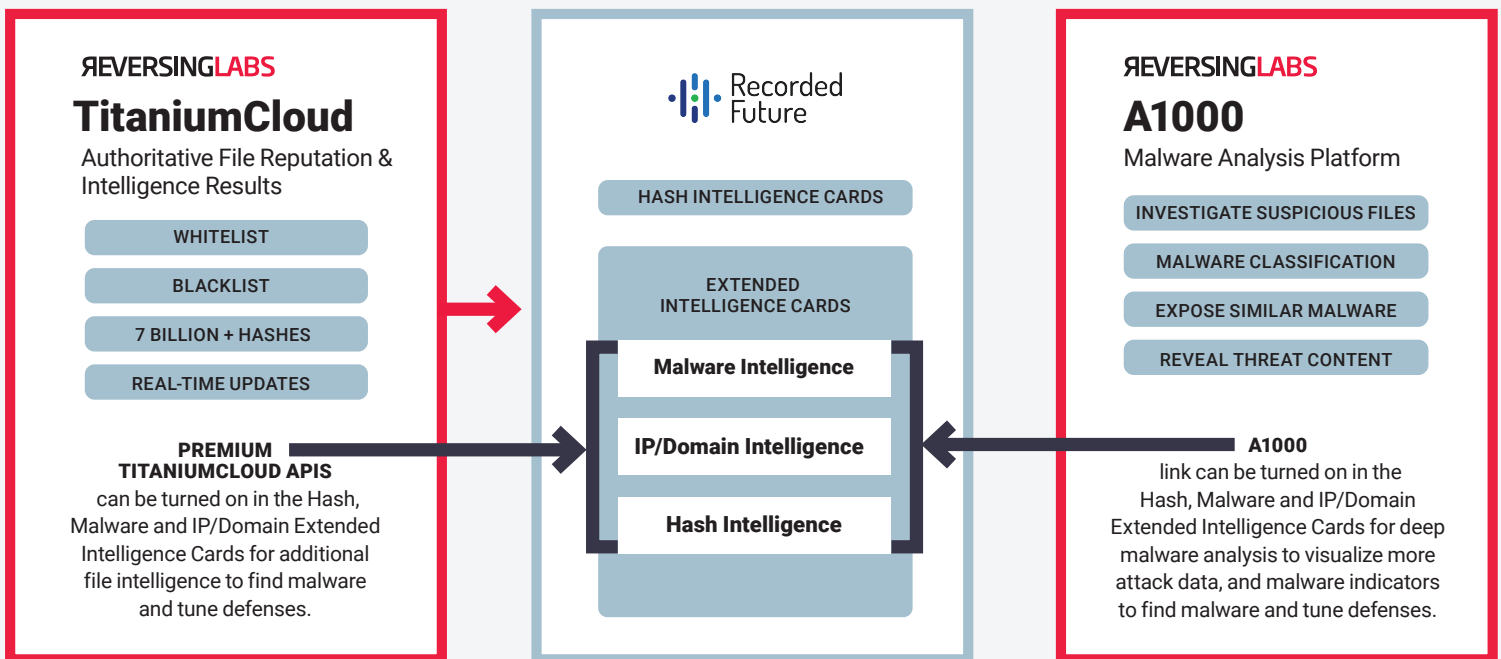 REVERSINGLABS
TitaniumCloud
Authoritative File Reputation &
Intelligence Results
WHITELIST
BLACKLIST
7 BILLION + HASHES
REAL-TIME UPDATES
PREMIUM
TITANIUMCLOUD APIS
can be turned on in the Hash,
Malware and IP/Domain Extended
Intelligence Cards for additional
file intelligence to find malware
and tune defenses.
Recorded
Future
HASH INTELLIGENCE CARDS
EXTENDED
INTELLIGENCE CARDS
Malware Intelligence
IP/Domain Intelligence
Hash Intelligence
REVERSINGLABS
A1000
Malware Analysis Platform
INVESTIGATE SUSPICIOUS FILES
MALWARE CLASSIFICATION
EXPOSE SIMILAR MALWARE
REVEAL THREAT CONTENT
A1000
link can be turned on in the
Hash, Malware and IP/Domain
Extended Intelligence Cards for deep
malware analysis to visualize more
attack data, and malware indicators
to find malware and tune defenses.